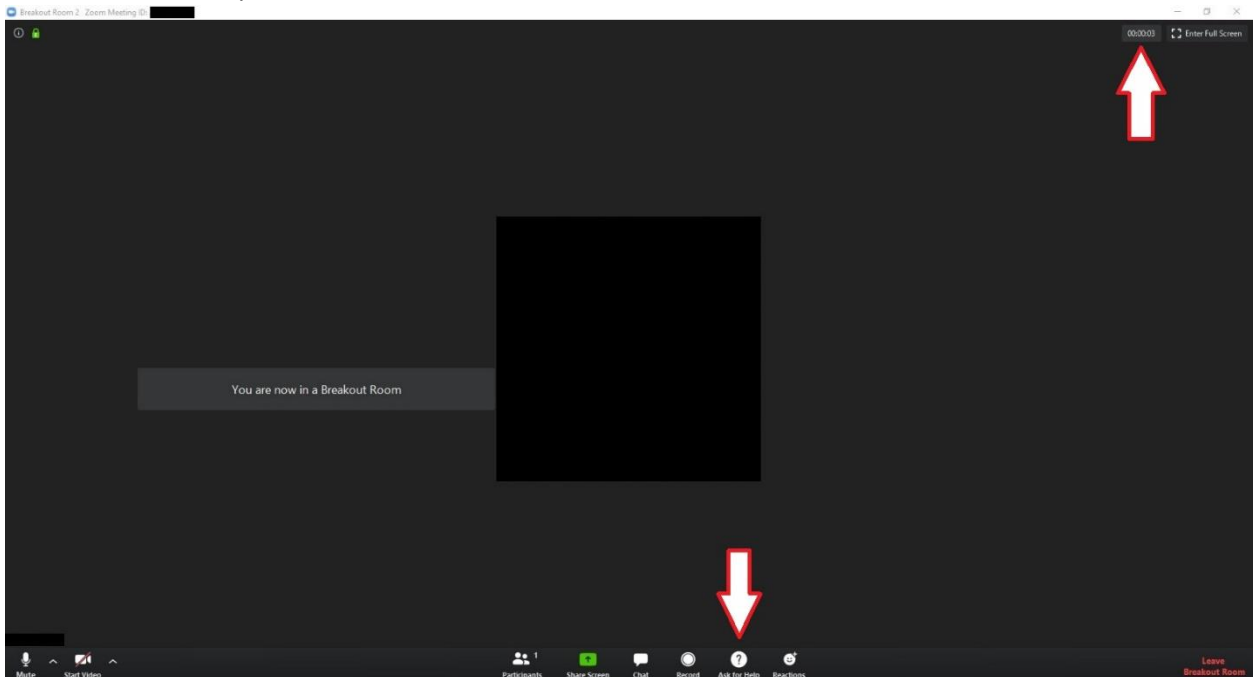 Breakout Room 2 Zoom Meeting ID:
00:00:03 Enter Full Screen
You are now in a Breakout Room
1
Mute Start Video Participants Share Screen Chat Record Ask for Help Reactions Leave
Breakout Room